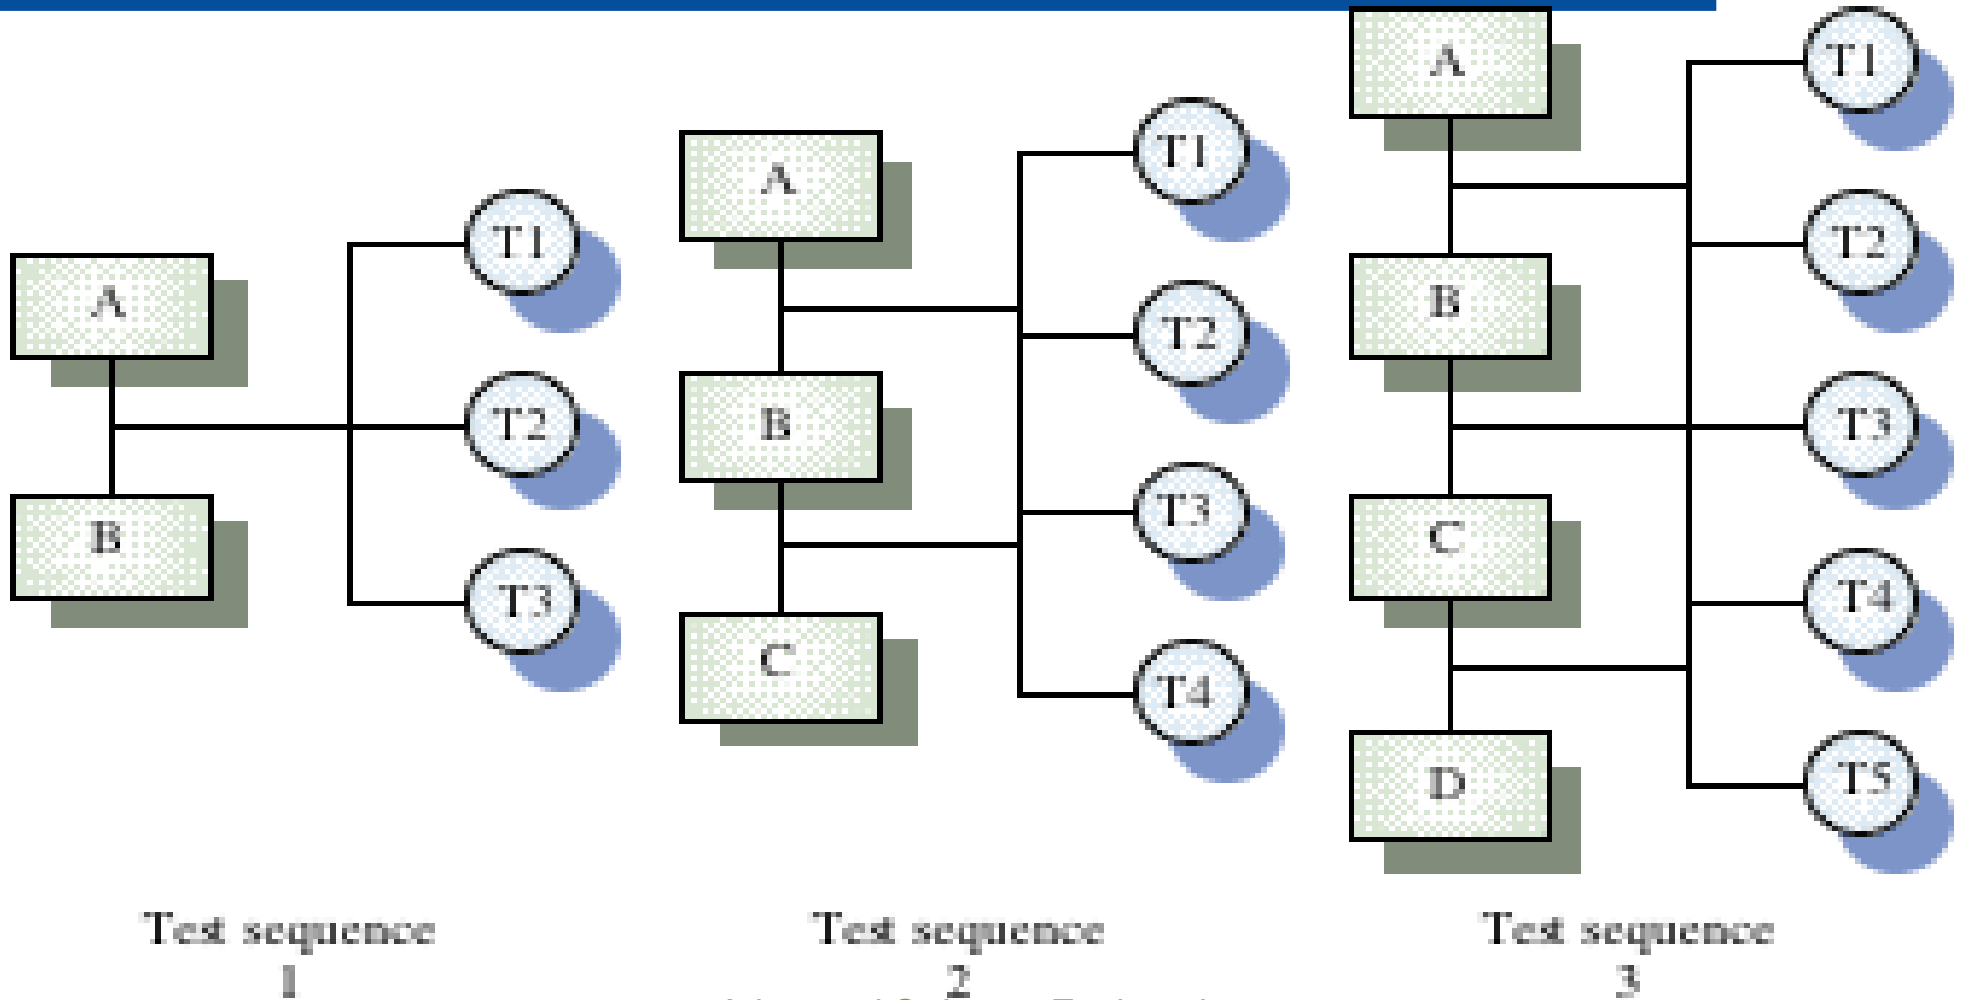 A
B
T1
T2
T3
Test sequence
1
A
B
C
T1
T2
T3
T4
Test sequence
2
A
B
C
D
T1
T2
T3
T4
T5
Test sequence
3